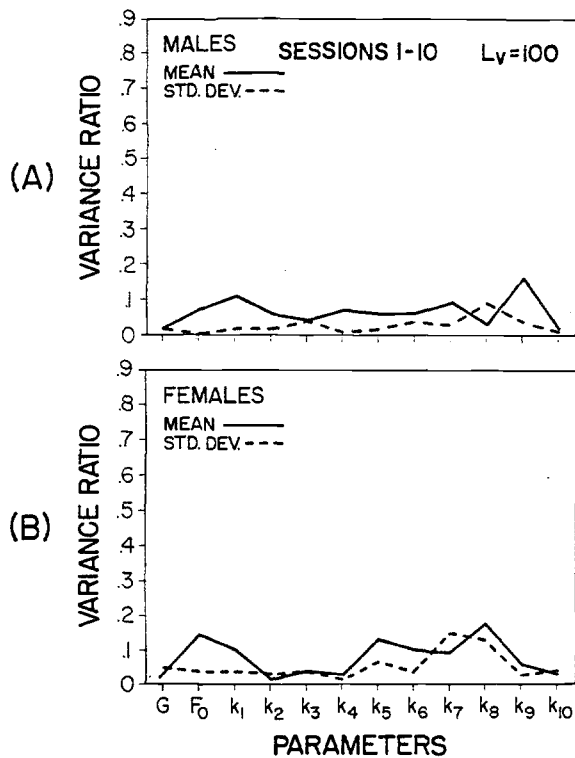 (A)
VARIANCE RATIO
.9
.8
.7
.6
.5
.4
.3
.2
.1
0
MALES SESSIONS 1-10 Lv=100
MEAN
STD. DEV.
(B)
VARIANCE RATIO
.9
.8
.7
.6
.5
.4
.3
.2
.1
0
FEMALES
MEAN
STD. DEV.
G F₀ k₁ k₂ k₃ k₄ k₅ k₆ k₇ k₈ k₉ k₁₀
PARAMETERS